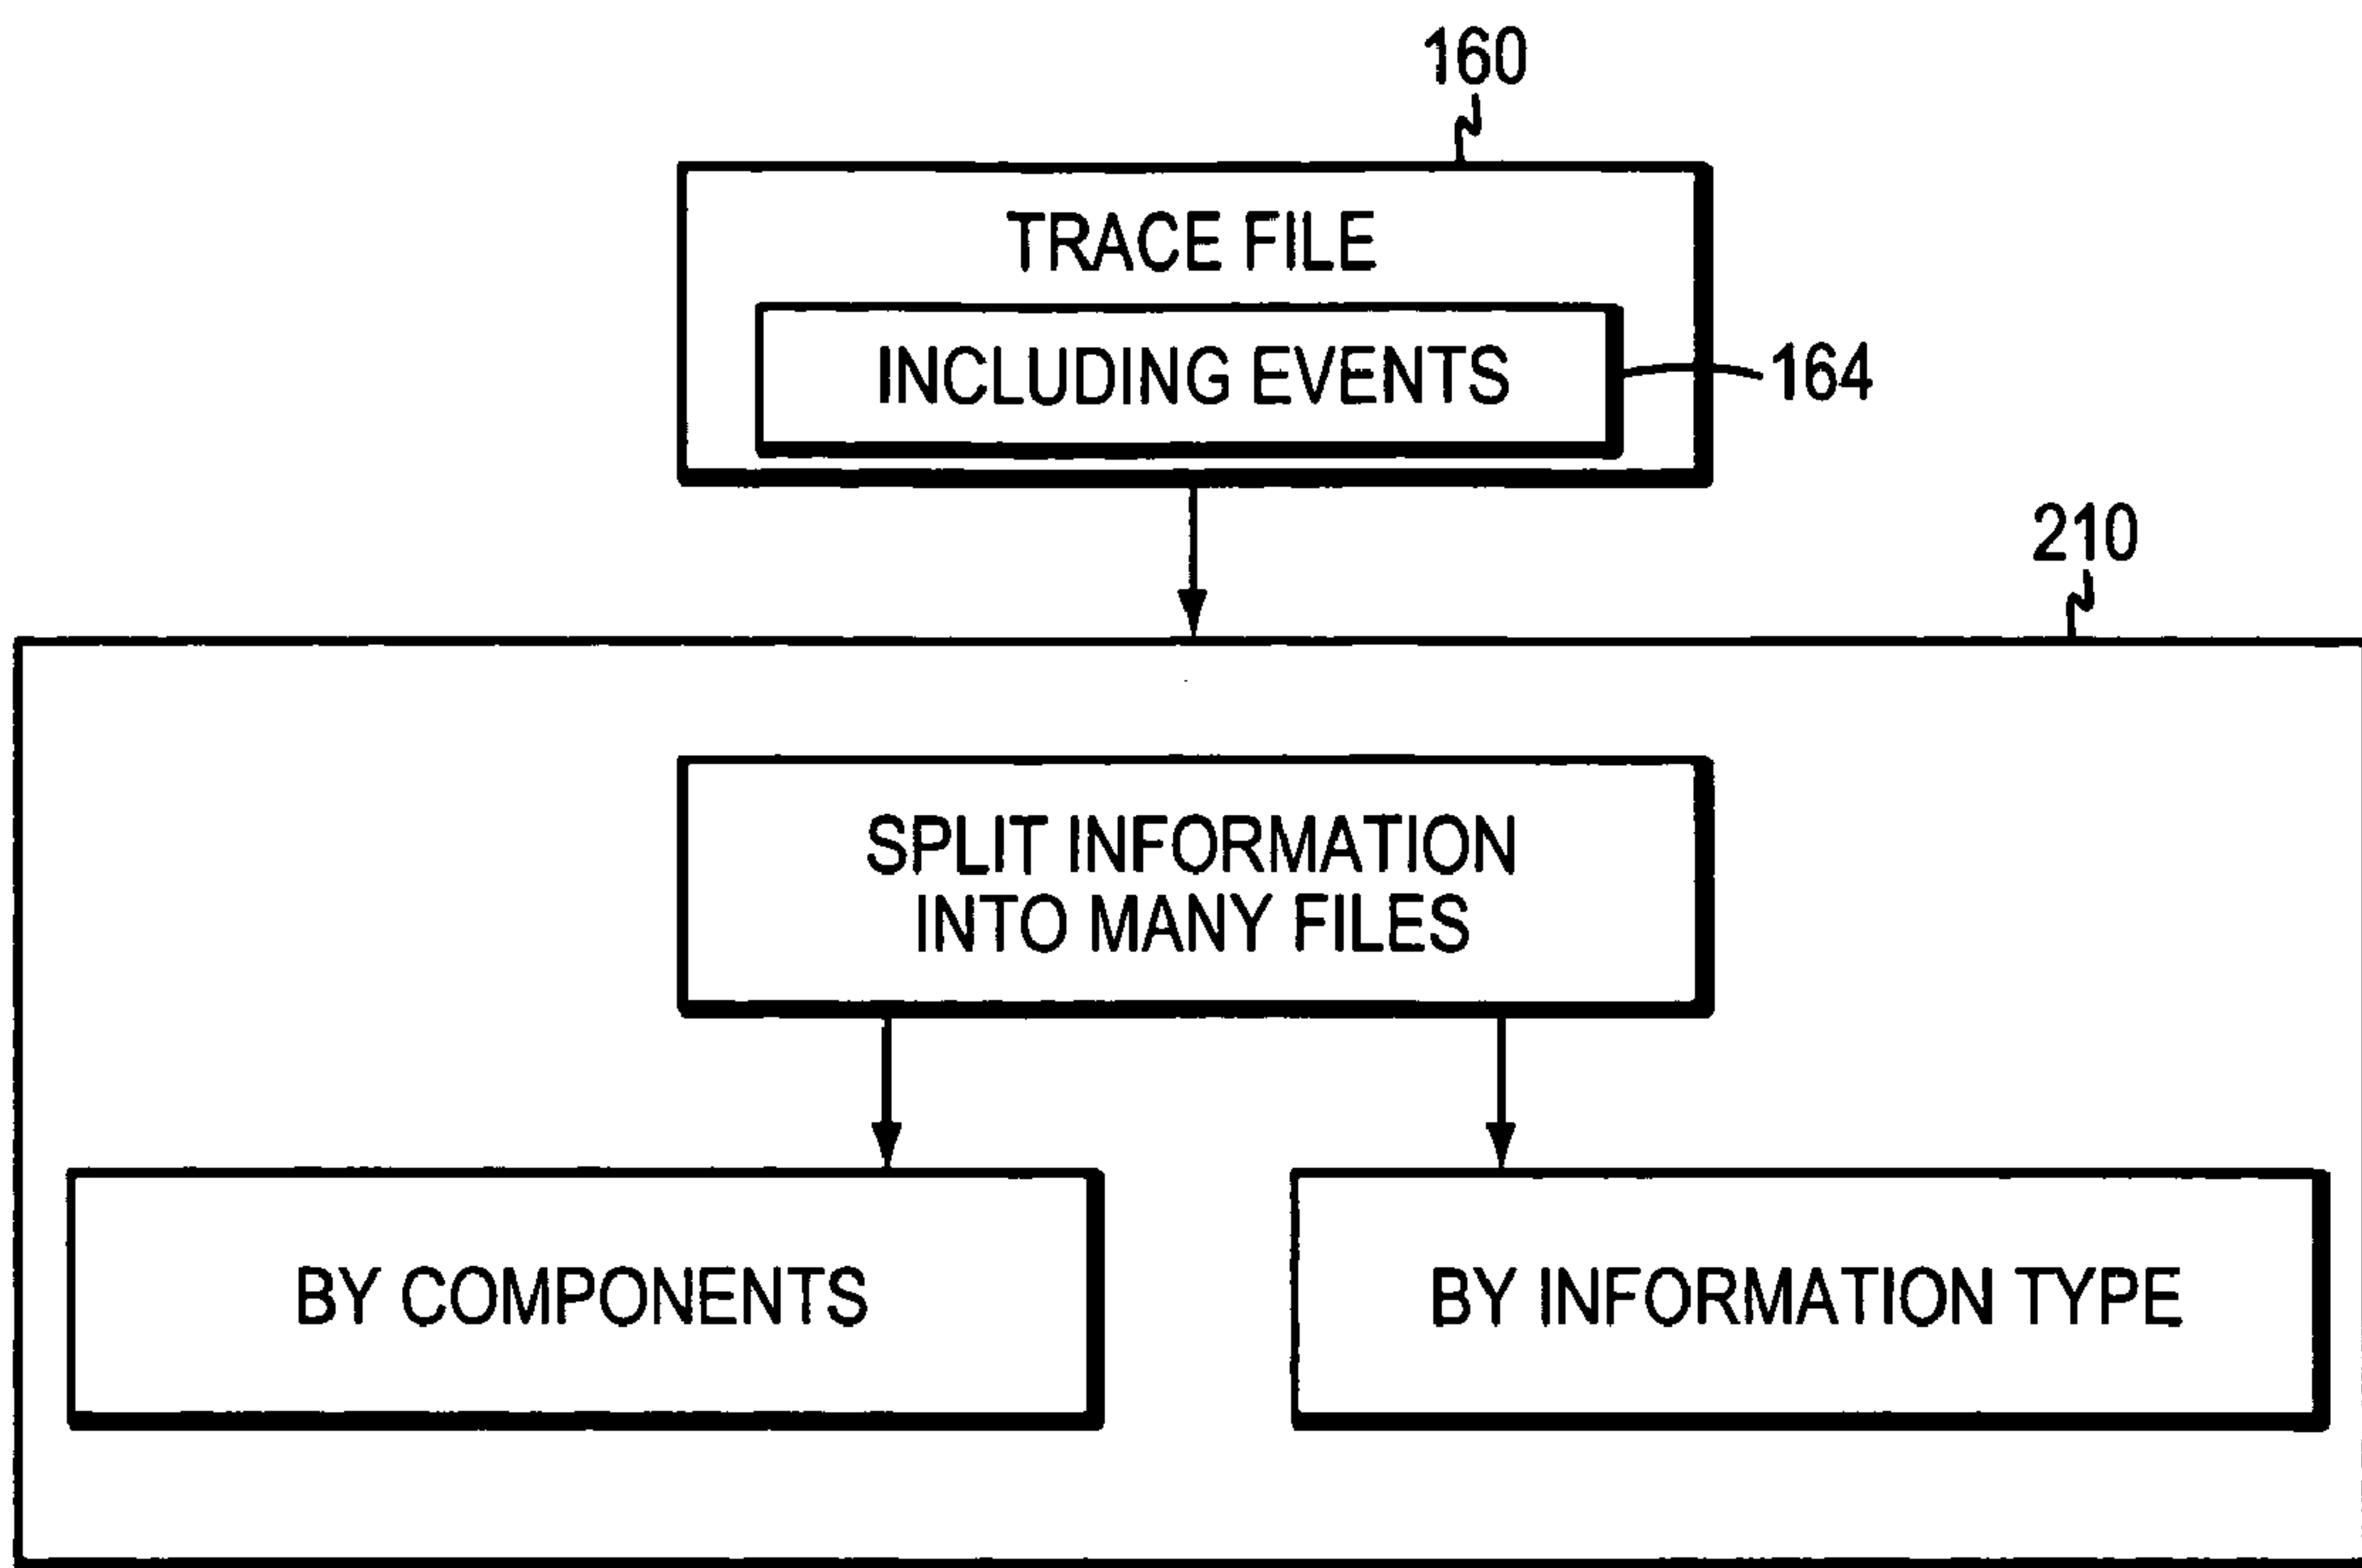 160
TRACE FILE
INCLUDING EVENTS
164
210
SPLIT INFORMATION
INTO MANY FILES
BY COMPONENTS
BY INFORMATION TYPE